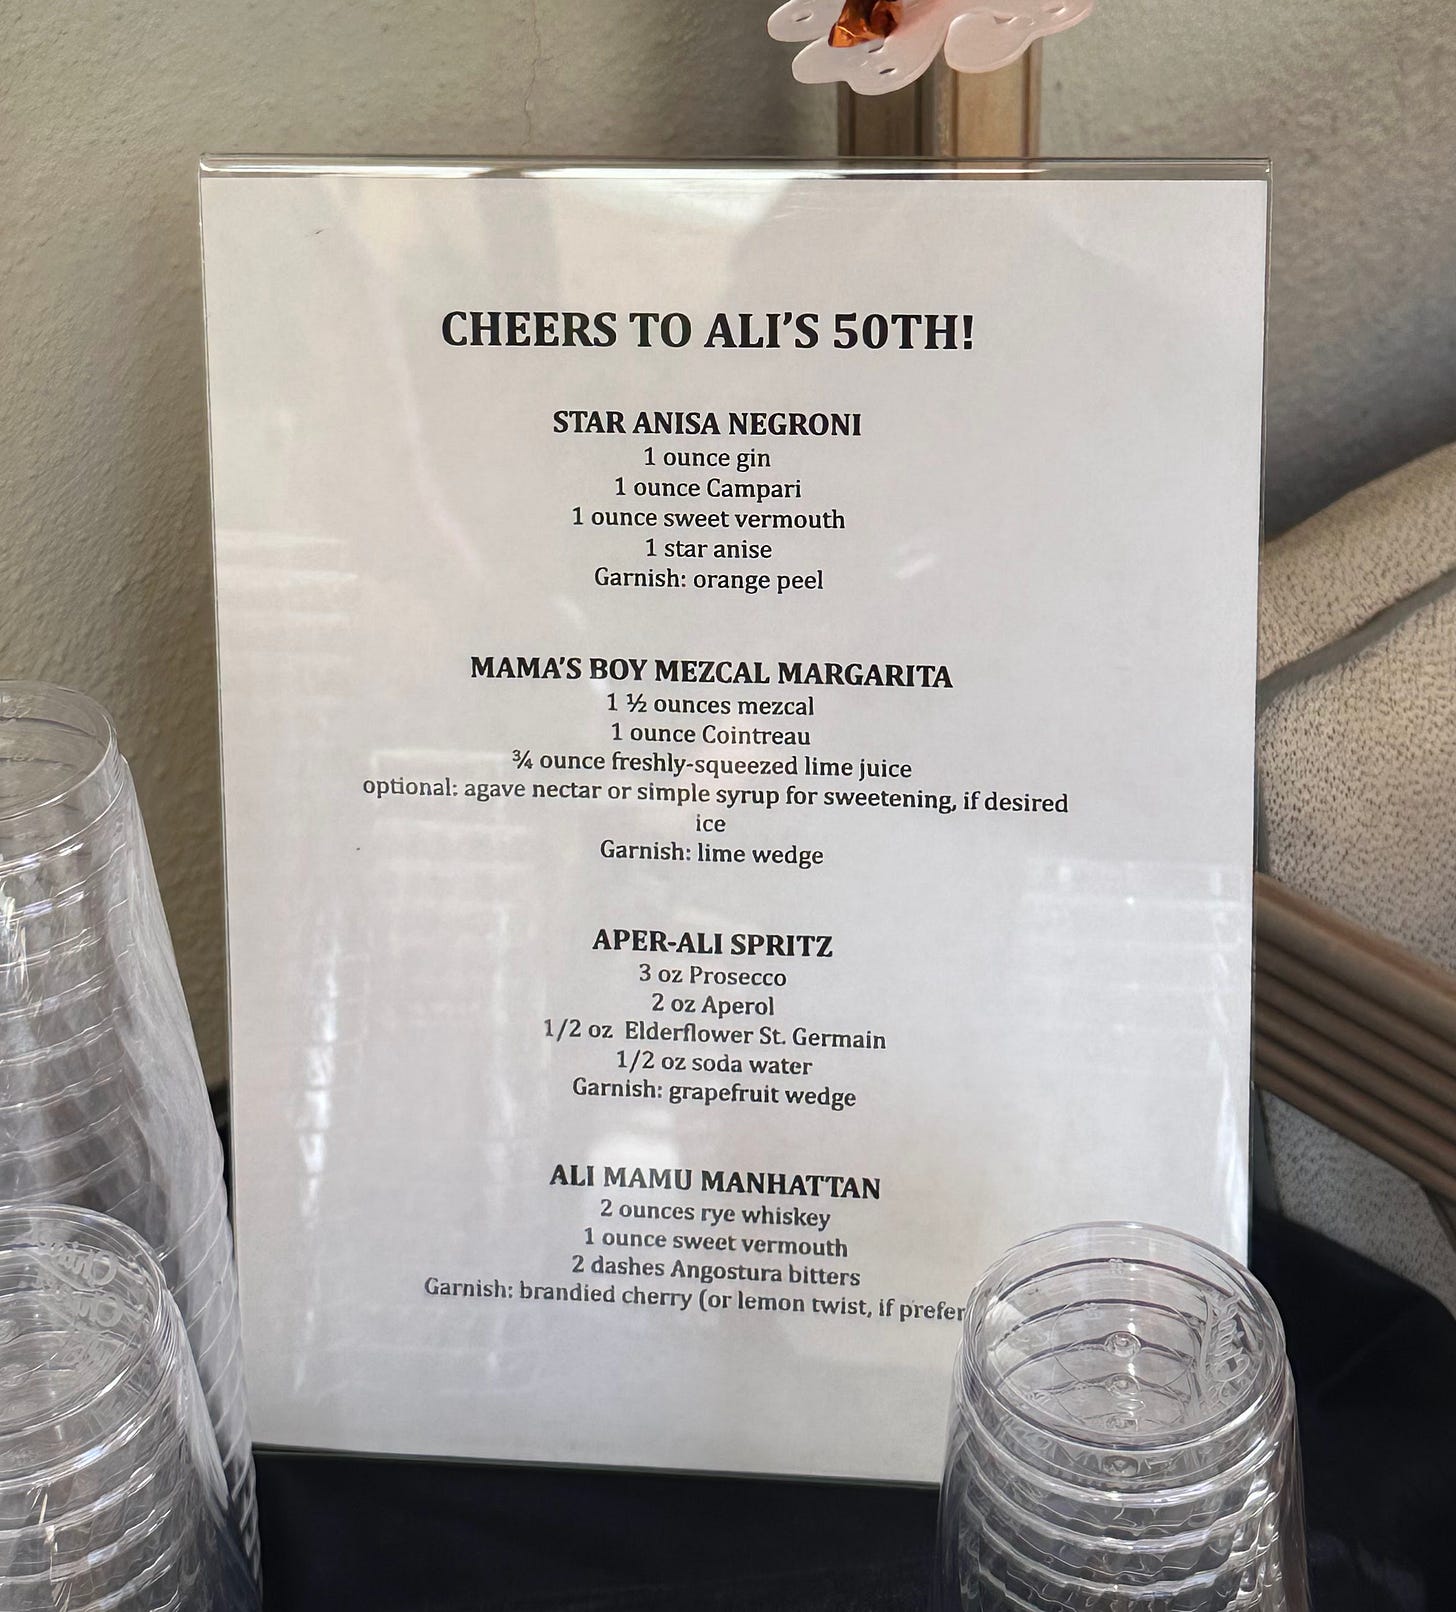 CHEERS TO ALI'S 50TH!
STAR ANISA NEGRONI
1 ounce gin
1 ounce Campari
1 ounce sweet vermouth
1 star anise
Garnish: orange peel
MAMA'S BOY MEZCAL MARGARITA
1 ½ ounces mezcal
1 ounce Cointreau
¾ ounce freshly-squeezed lime juice
optional: agave nectar or simple syrup for sweetening, if desired
ice
Garnish: lime wedge
APER-ALI SPRITZ
3 oz Prosecco
2 oz Aperol
1/2 oz  Elderflower St. Germain
1/2 oz soda water
Garnish: grapefruit wedge
ALI MAMU MANHATTAN
2 ounces rye whiskey
1 ounce sweet vermouth
2 dashes Angostura bitters
Garnish: brandied cherry (or lemon twist, if prefer